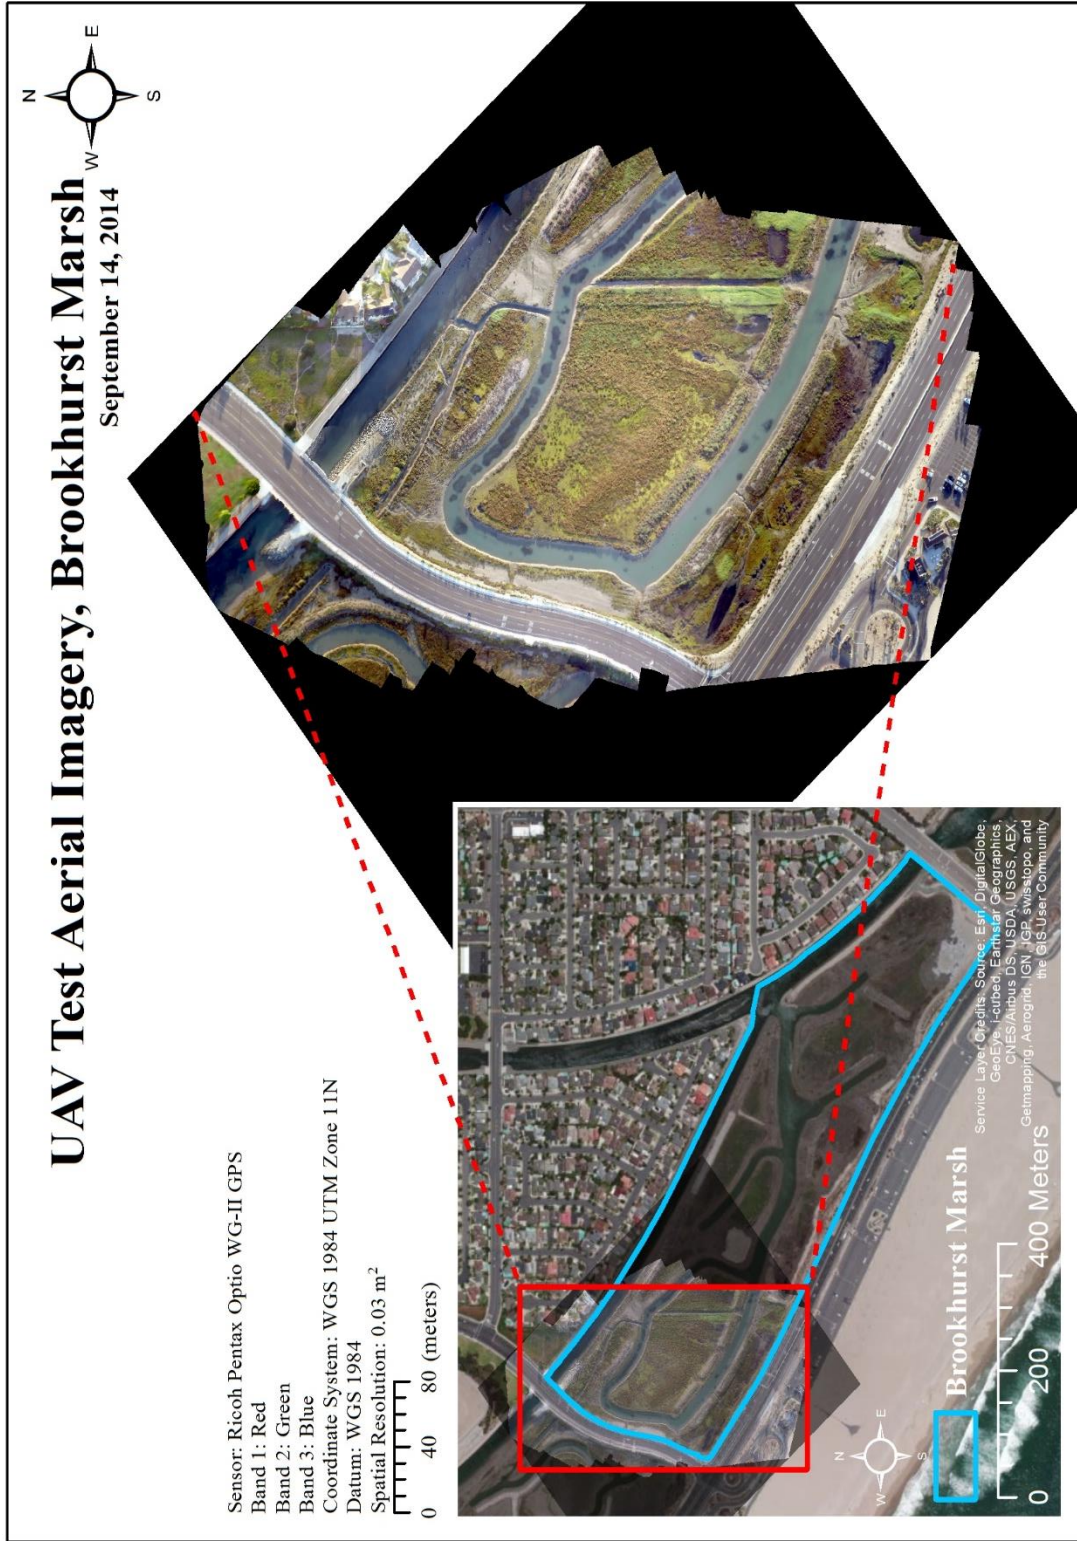 UAV Test Aerial Imagery, Brookhurst Marsh
September 14, 2014
N
W
E
S
Sensor: Ricoh Pentax Optio WG-II GPS
Band 1: Red
Band 2: Green
Band 3: Blue
Coordinate System: WGS 1984 UTM Zone 11N
Datum: WGS 1984
Spatial Resolution: 0.03 m²
0 40 80 (meters)
N
W
E
S
Brookhurst Marsh
0 200 400 Meters
Service Layer Credits: Source: Esri, DigitalGlobe,
GeoEye, i-cubed, Earthstar Geographics,
CNES/Airbus DS, USDA, USGS, AEX,
Getmapping, Aerogrid, IGN, IGP, swisstopo, and
the GIS User Community